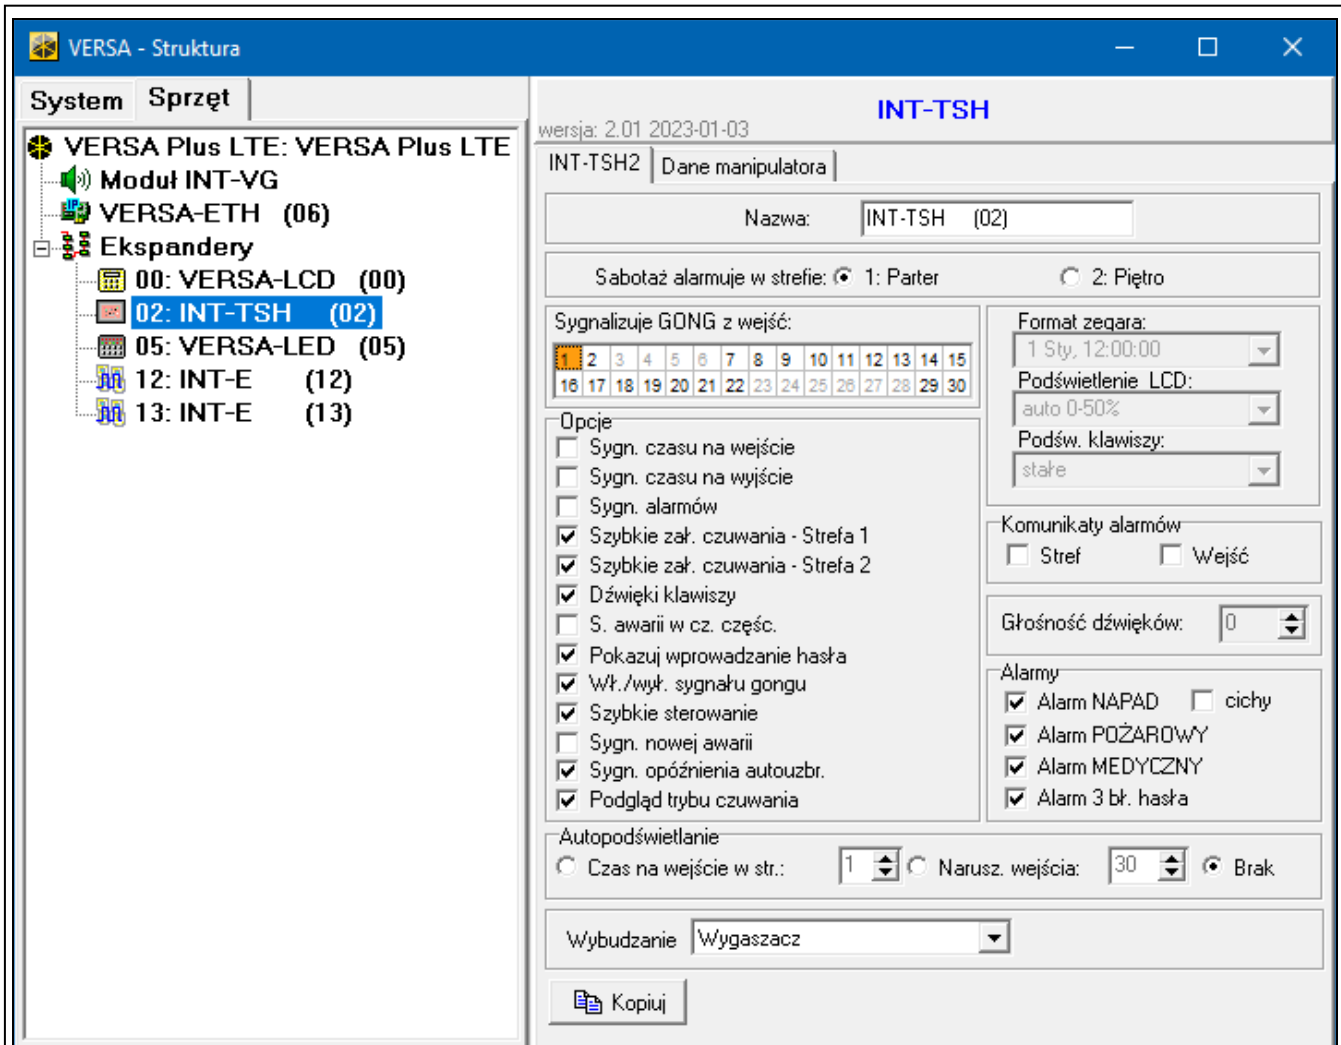 VERSA - Struktura
System Sprzęt
VERSA Plus LTE: VERSA Plus LTE
Moduł INT-VG
VERSA-ETH (06)
Ekspandery
00: VERSA-LCD (00)
02: INT-TSH (02)
05: VERSA-LED (05)
12: INT-E (12)
13: INT-E (13)
INT-TSH
wersja: 2.01 2023-01-03
INT-TSH2 Dane manipulatora
Nazwa: INT-TSH (02)
Sabotaż alarmuje w strefie: 1: Parter 2: Piętro
Sygnalizuje GONG z wejść:
1 2 3 4 5 6 7 8 9 10 11 12 13 14 15
16 17 18 19 20 21 22 23 24 25 26 27 28 29 30
Opcje
Sygn. czasu na wejście
Sygn. czasu na wyjście
Sygn. alarmów
Szybkie zał. czuwania - Strefa 1
Szybkie zał. czuwania - Strefa 2
Dźwięki klawiszy
S. awarii w cz. częśc.
Pokazuj wprowadzanie hasła
Wł./wył. sygnału gongu
Szybkie sterowanie
Sygn. nowej awarii
Sygn. opóźnienia autouzbr.
Podgląd trybu czuwania
Format zegara:
1 Sty, 12:00:00
Podświetlenie LCD:
auto 0-50%
Podśw. klawiszy:
stałe
Komunikaty alarmów
Stref Wejść
Głośność dźwięków: 0
Alarmy
Alarm NAPAD cichy
Alarm POŻAROWY
Alarm MEDYCZNY
Alarm 3 bł. hasła
Autopodświetlanie
Czas na wejście w str.: 1 Narusz. wejścia: 30 Brak
Wybudzanie Wygaszacz
Kopiuj